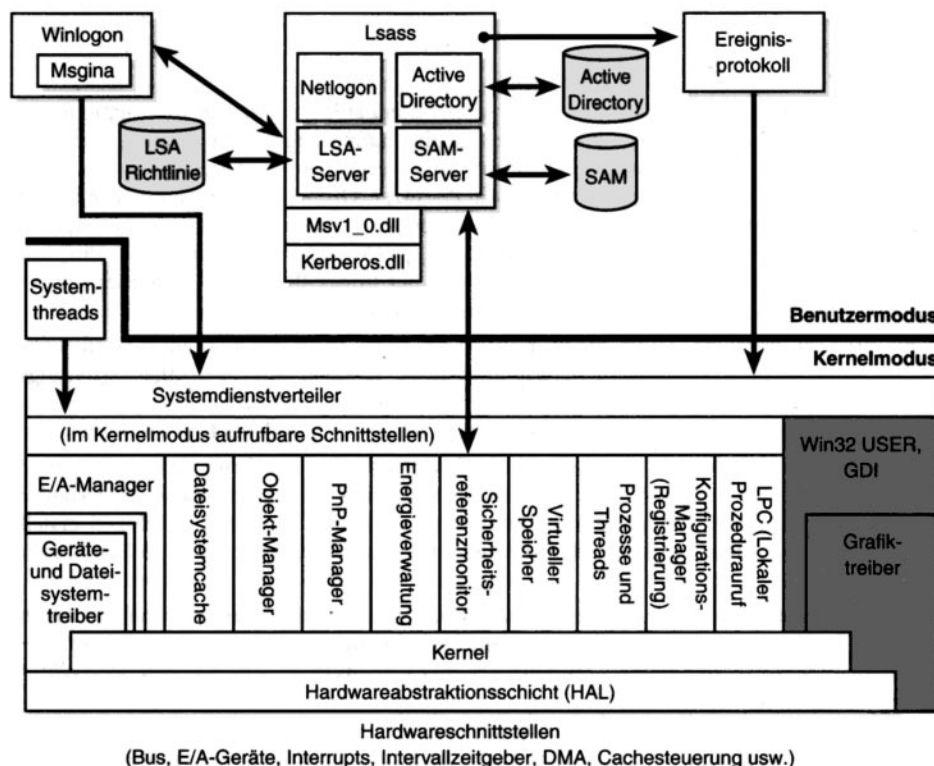 Winlogon
Msgina
Lsass
Netlogon
Active
Directory
LSA-
Server
SAM-
Server
Msv1_0.dll
Kerberos.dll
LSA
Richtlinie
Active
Directory
SAM
Ereignis-
protokoll
System-
threads
Benutzermodus
Kernelmodus
Systemdienstverteiler
(Im Kernelmodus aufrufbare Schnittstellen)
Win32 USER,
GDI
E/A-Manager
Geräte-
und Datei-
system-
treiber
Dateisystemcache
Objekt-Manager
PnP-Manager
Energieverwaltung
Sicherheits-
referenzmonitor
Virtueller
Speicher
Prozesse und
Threads
Konfigurations-
Manager
(Registrierung)
LPC (Lokaler
Prozeduraruf
Grafik-
treiber
Kernel
Hardwareabstraktionsschicht (HAL)
Hardwareschnittstellen
(Bus, E/A-Geräte, Interrupts, Intervallzeitgeber, DMA, Cachesteuerung usw.)